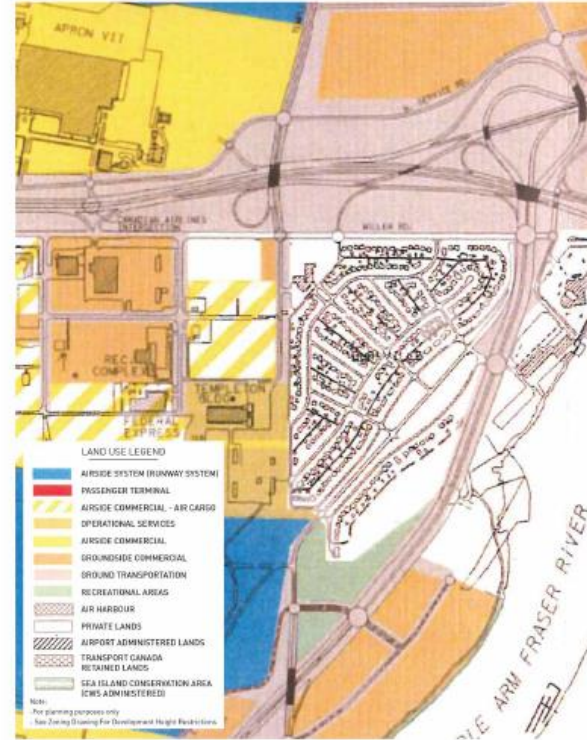 APRON VII
N. SERVICE RD.
CANADIAN AIRLINES
INTERSECTION
MILLER RD.
REC.
COMPLEX
TEMPLETON
BLDG.
FEDERAL
EXPRESS
BURKEVILLE
LAND USE LEGEND
AIRSIDE SYSTEM (RUNWAY SYSTEM)
PASSENGER TERMINAL
AIRSIDE COMMERCIAL - AIR CARGO
OPERATIONAL SERVICES
AIRSIDE COMMERCIAL
GROUNDSIDE COMMERCIAL
GROUND TRANSPORTATION
RECREATIONAL AREAS
AIR HARBOUR
PRIVATE LANDS
AIRPORT ADMINISTERED LANDS
TRANSPORT CANADA
RETAINED LANDS
SEA ISLAND CONSERVATION AREA
(CWS ADMINISTERED)
Note:
-For planning purposes only
- See Zoning Drawing For Development Height Restrictions
DLE ARM FRASER RIVER